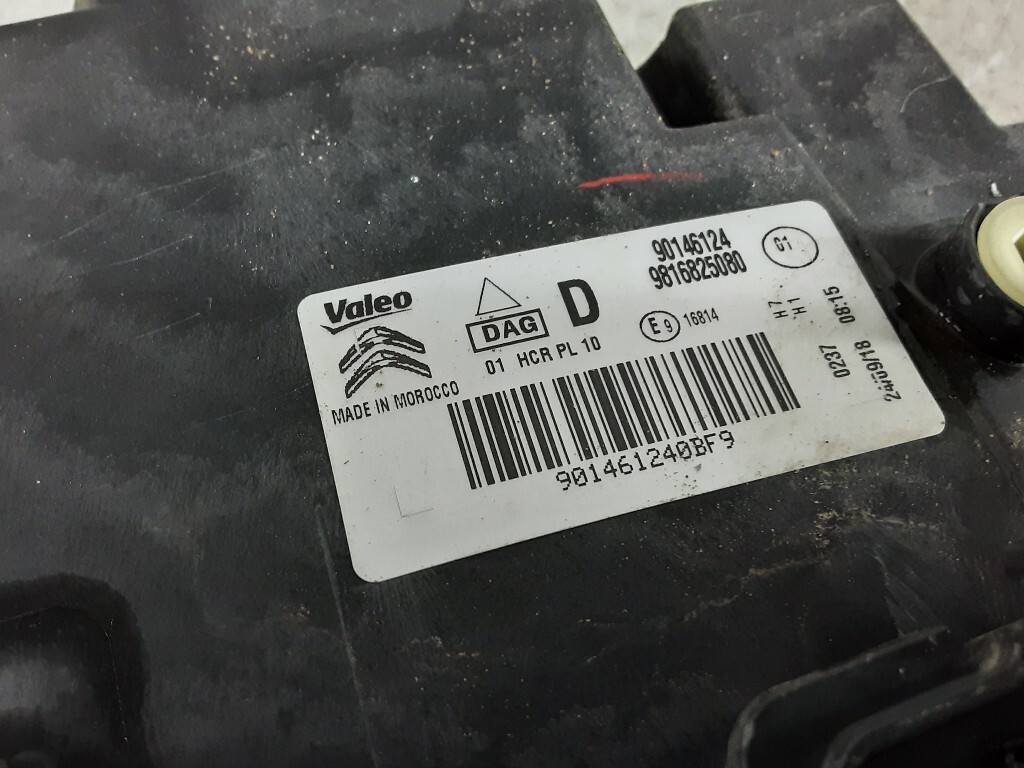 Valeo
MADE IN MOROCCO
DAG
D
01 HCR PL 10
90146124
9816825080
01
E9 16814
H7
H1
0237 08:15
24/09/18
901461240BF9